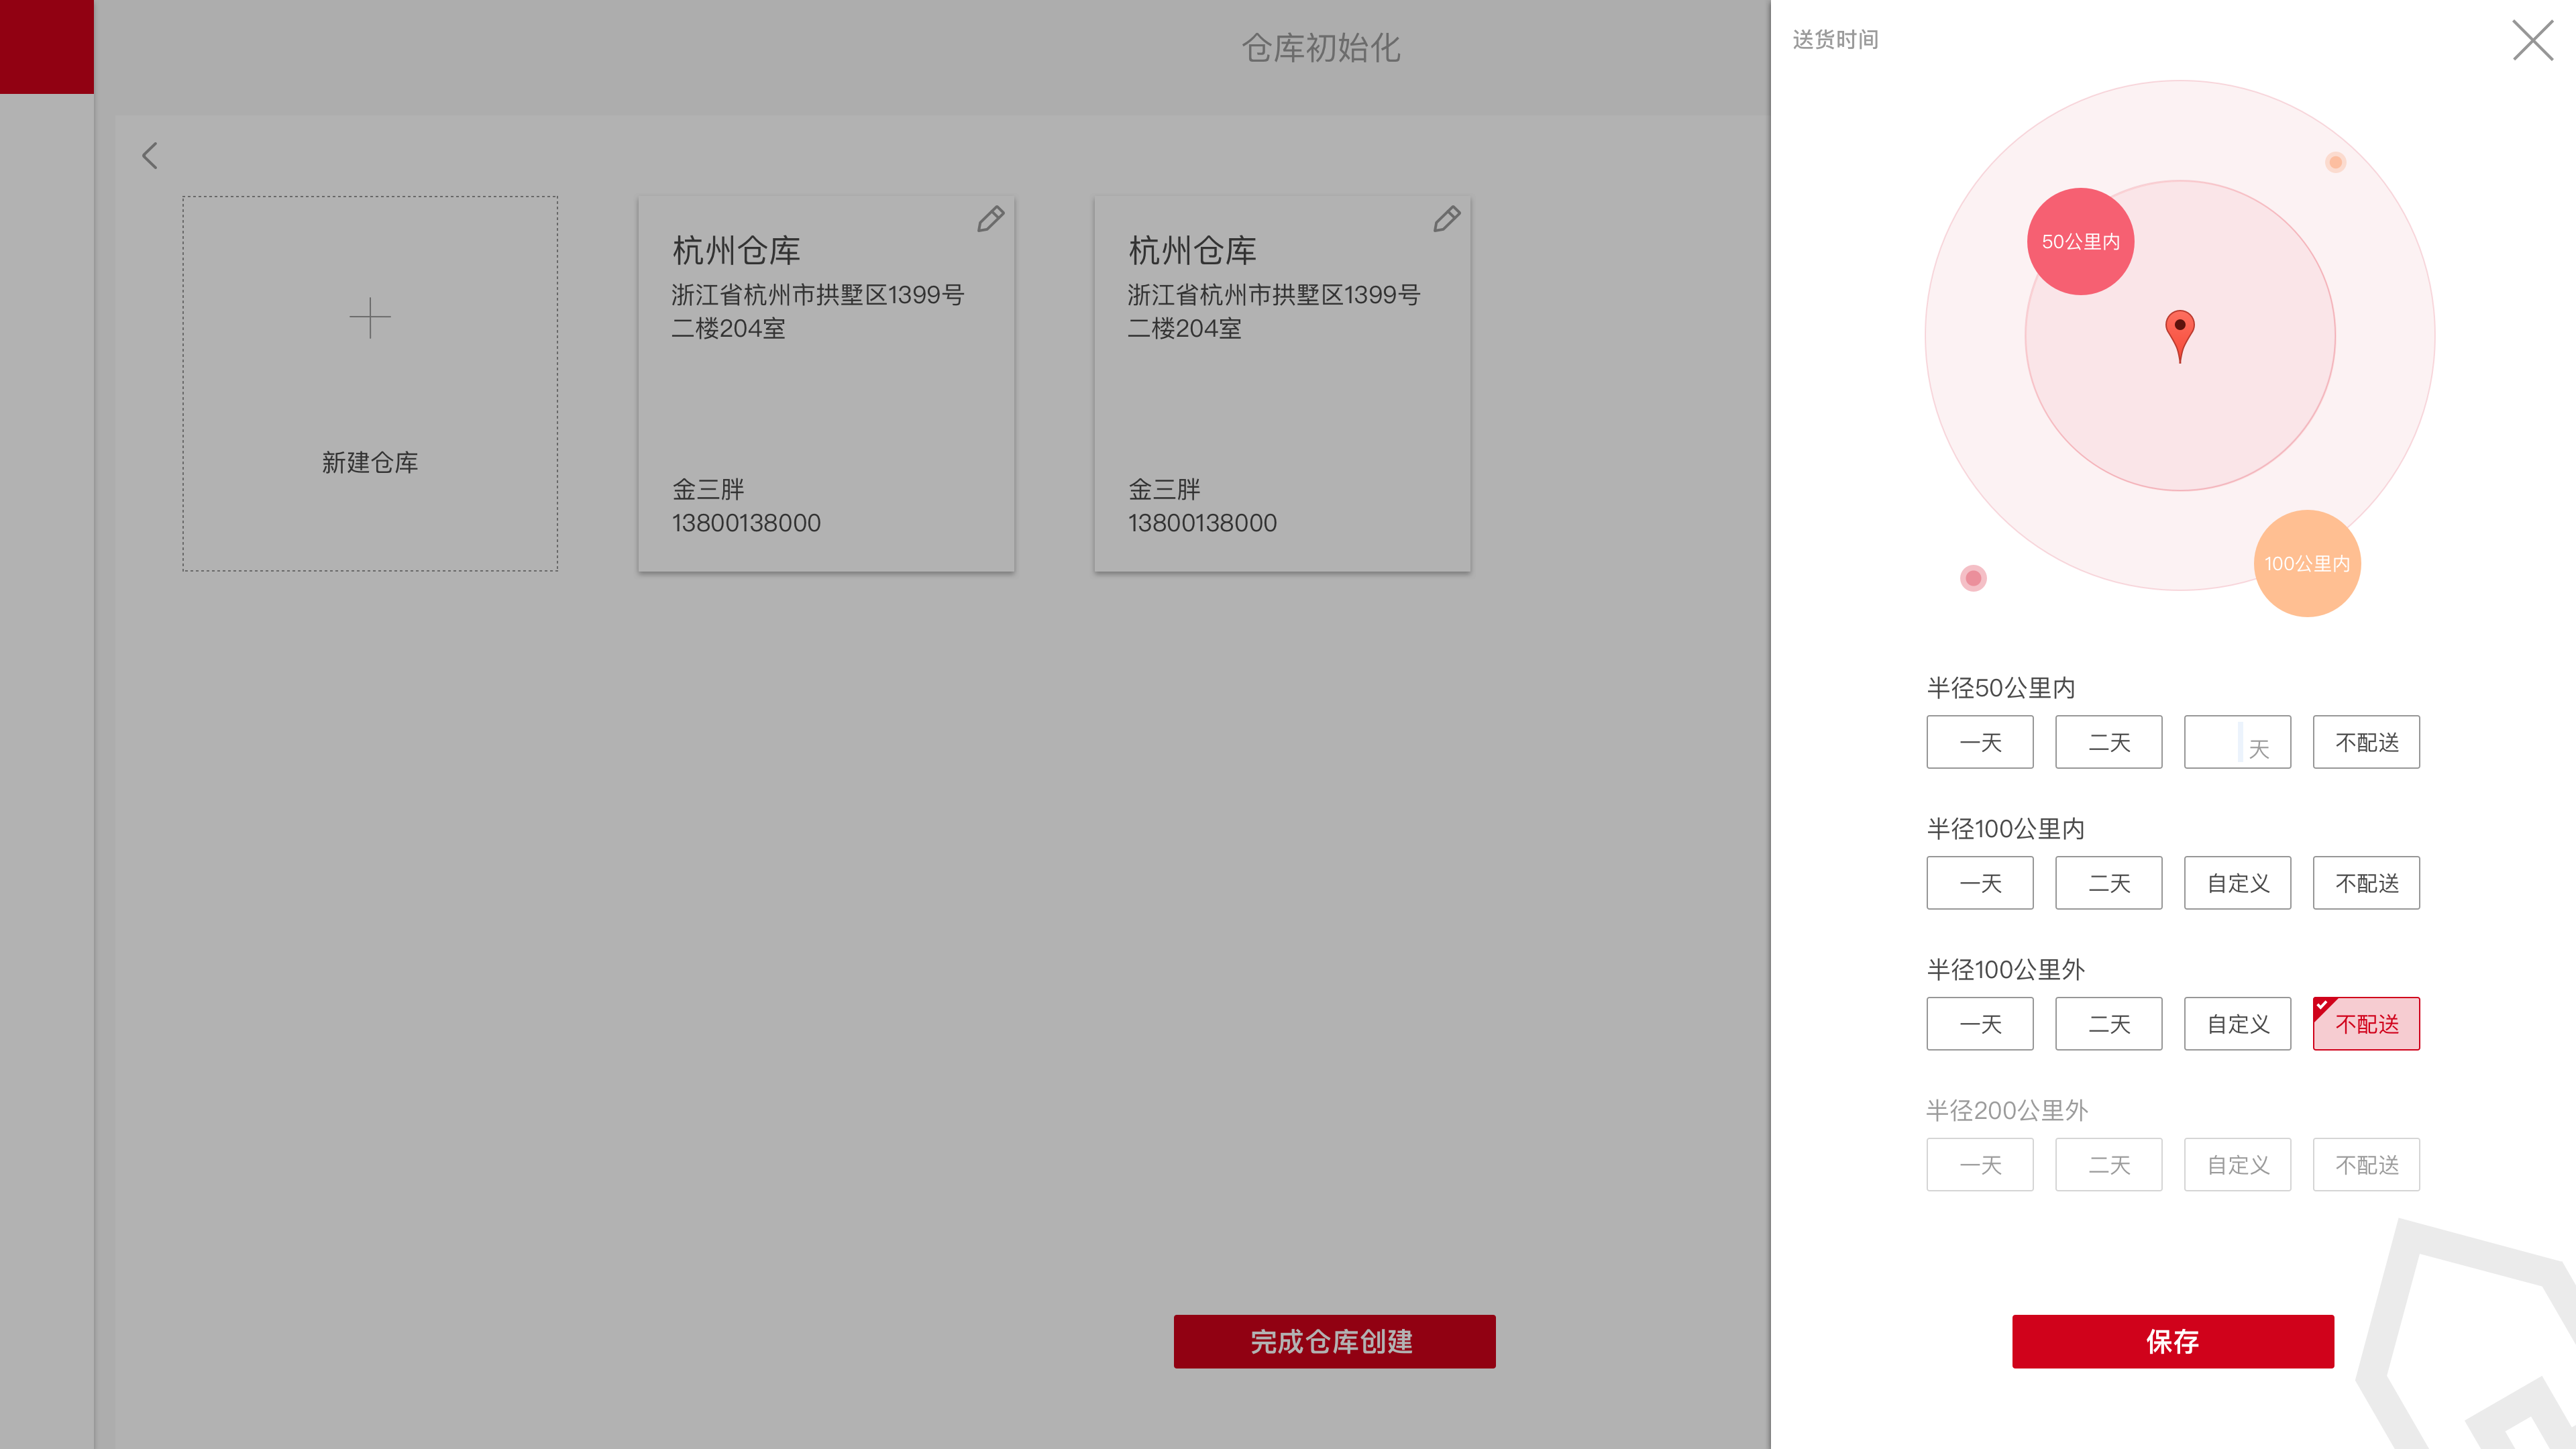 仓库初始化
新建仓库
杭州仓库
浙江省杭州市拱墅区1399号
二楼204室
金三胖
13800138000
杭州仓库
浙江省杭州市拱墅区1399号
二楼204室
金三胖
13800138000
完成仓库创建
送货时间
50公里内
100公里内
半径50公里内
一天 二天 天 不配送
半径100公里内
一天 二天 自定义 不配送
半径100公里外
一天 二天 自定义 不配送
半径200公里外
一天 二天 自定义 不配送
保存